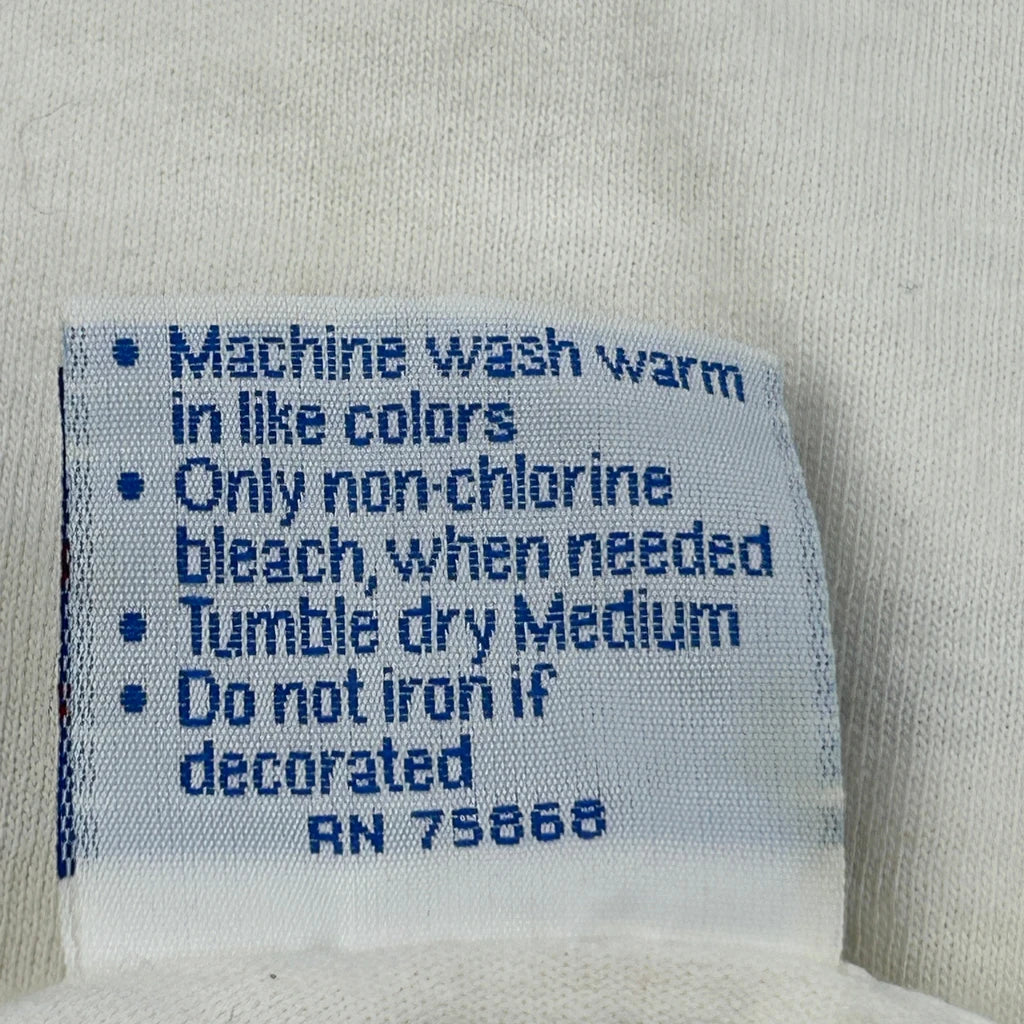 • Machine wash warm
in like colors
• Only non-chlorine
bleach, when needed
• Tumble dry Medium
• Do not iron if
decorated
RN 75868